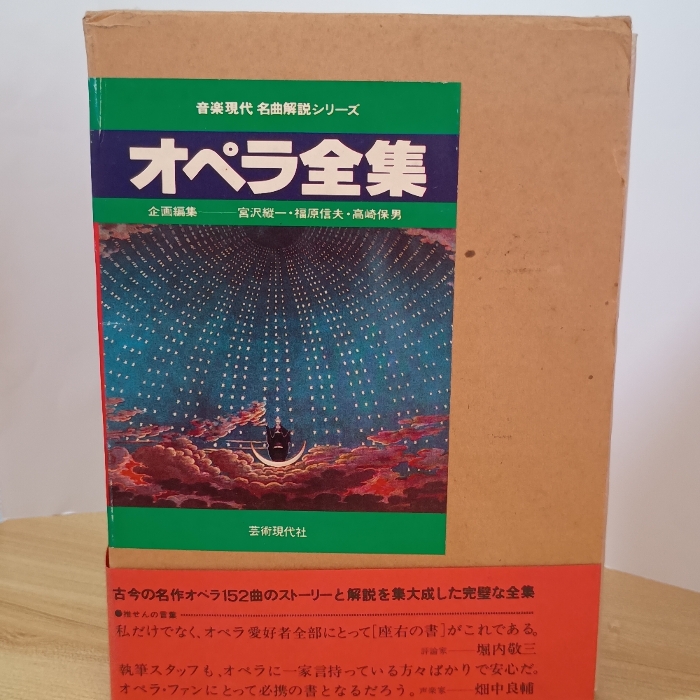 音楽現代 名曲解説シリーズ
オペラ全集
企画編集──宮沢縦一・福原信夫・高崎保男
芸術現代社
古今の名作オペラ152曲のストーリーと解説を集大成した完璧な全集
●推せんの言葉
私だけでなく、オペラ愛好者全部にとって[座右の書]がこれである。
評論家──堀内敬三
執筆スタッフも、オペラに一家言持っている方々ばかりで安心だ。
オペラ・ファンにとって必携の書となるだろう。声楽家──畑中良輔